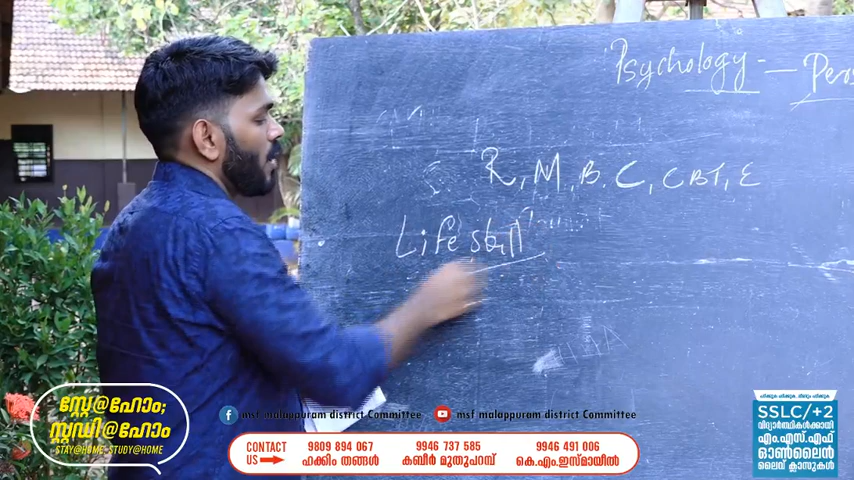 Psychology - Pers
R, M, B. C, CBT, E
Life skill
സ്റ്റേ@ഹോം;
സ്റ്റഡി@ഹോം
STAY@HOME-STUDY@HOME
msf malappuram district Committee
msf malappuram district Committee
CONTACT US
9809 894 067
ഹക്കിം തങ്ങൾ
9946 737 585
കബീർ മുതുപറമ്പ്
9946 491 006
കെ.എം.ഇസ്മായീൽ
SSLC/+2
വിദ്യാർത്ഥികൾക്കായി
എം.എസ്.എഫ്
ഓൺലൈൻ
ലൈവ് ക്ലാസുകൾ